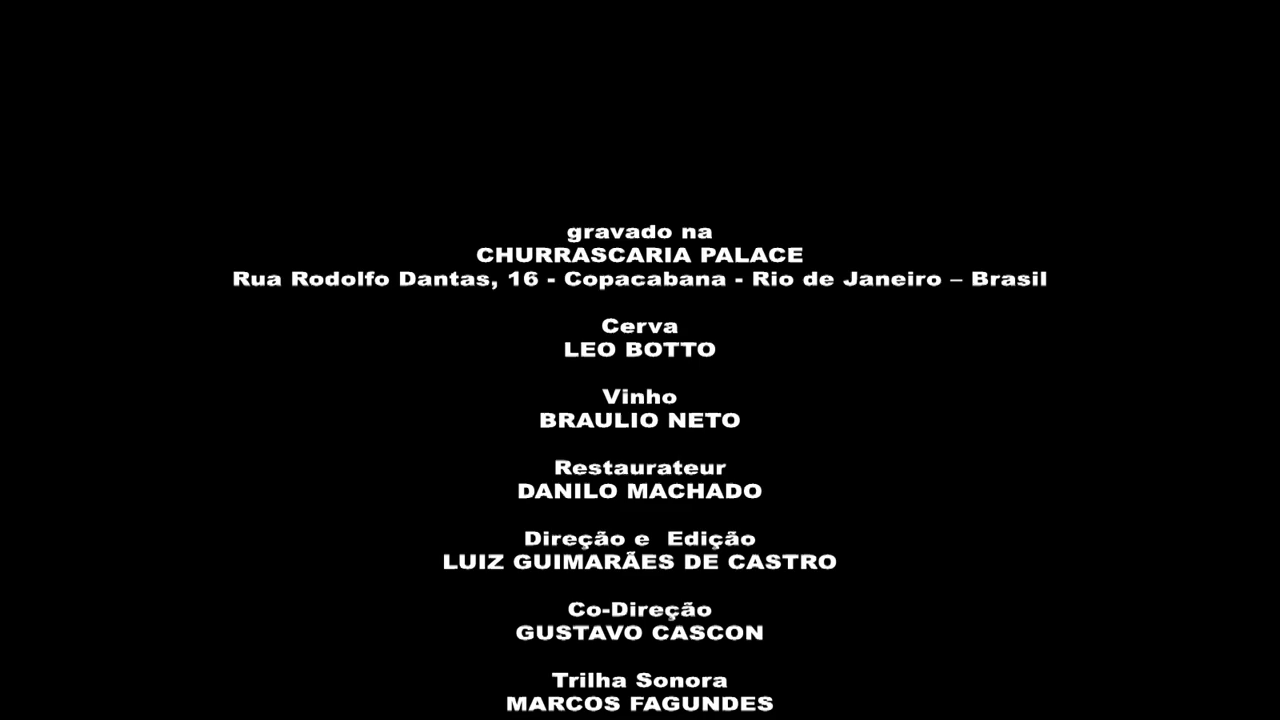 gravado na
CHURRASCARIA PALACE
Rua Rodolfo Dantas, 16 - Copacabana - Rio de Janeiro – Brasil
Cerva
LEO BOTTO
Vinho
BRAULIO NETO
Restaurateur
DANILO MACHADO
Direção e  Edição
LUIZ GUIMARÃES DE CASTRO
Co-Direção
GUSTAVO CASCON
Trilha Sonora
MARCOS FAGUNDES